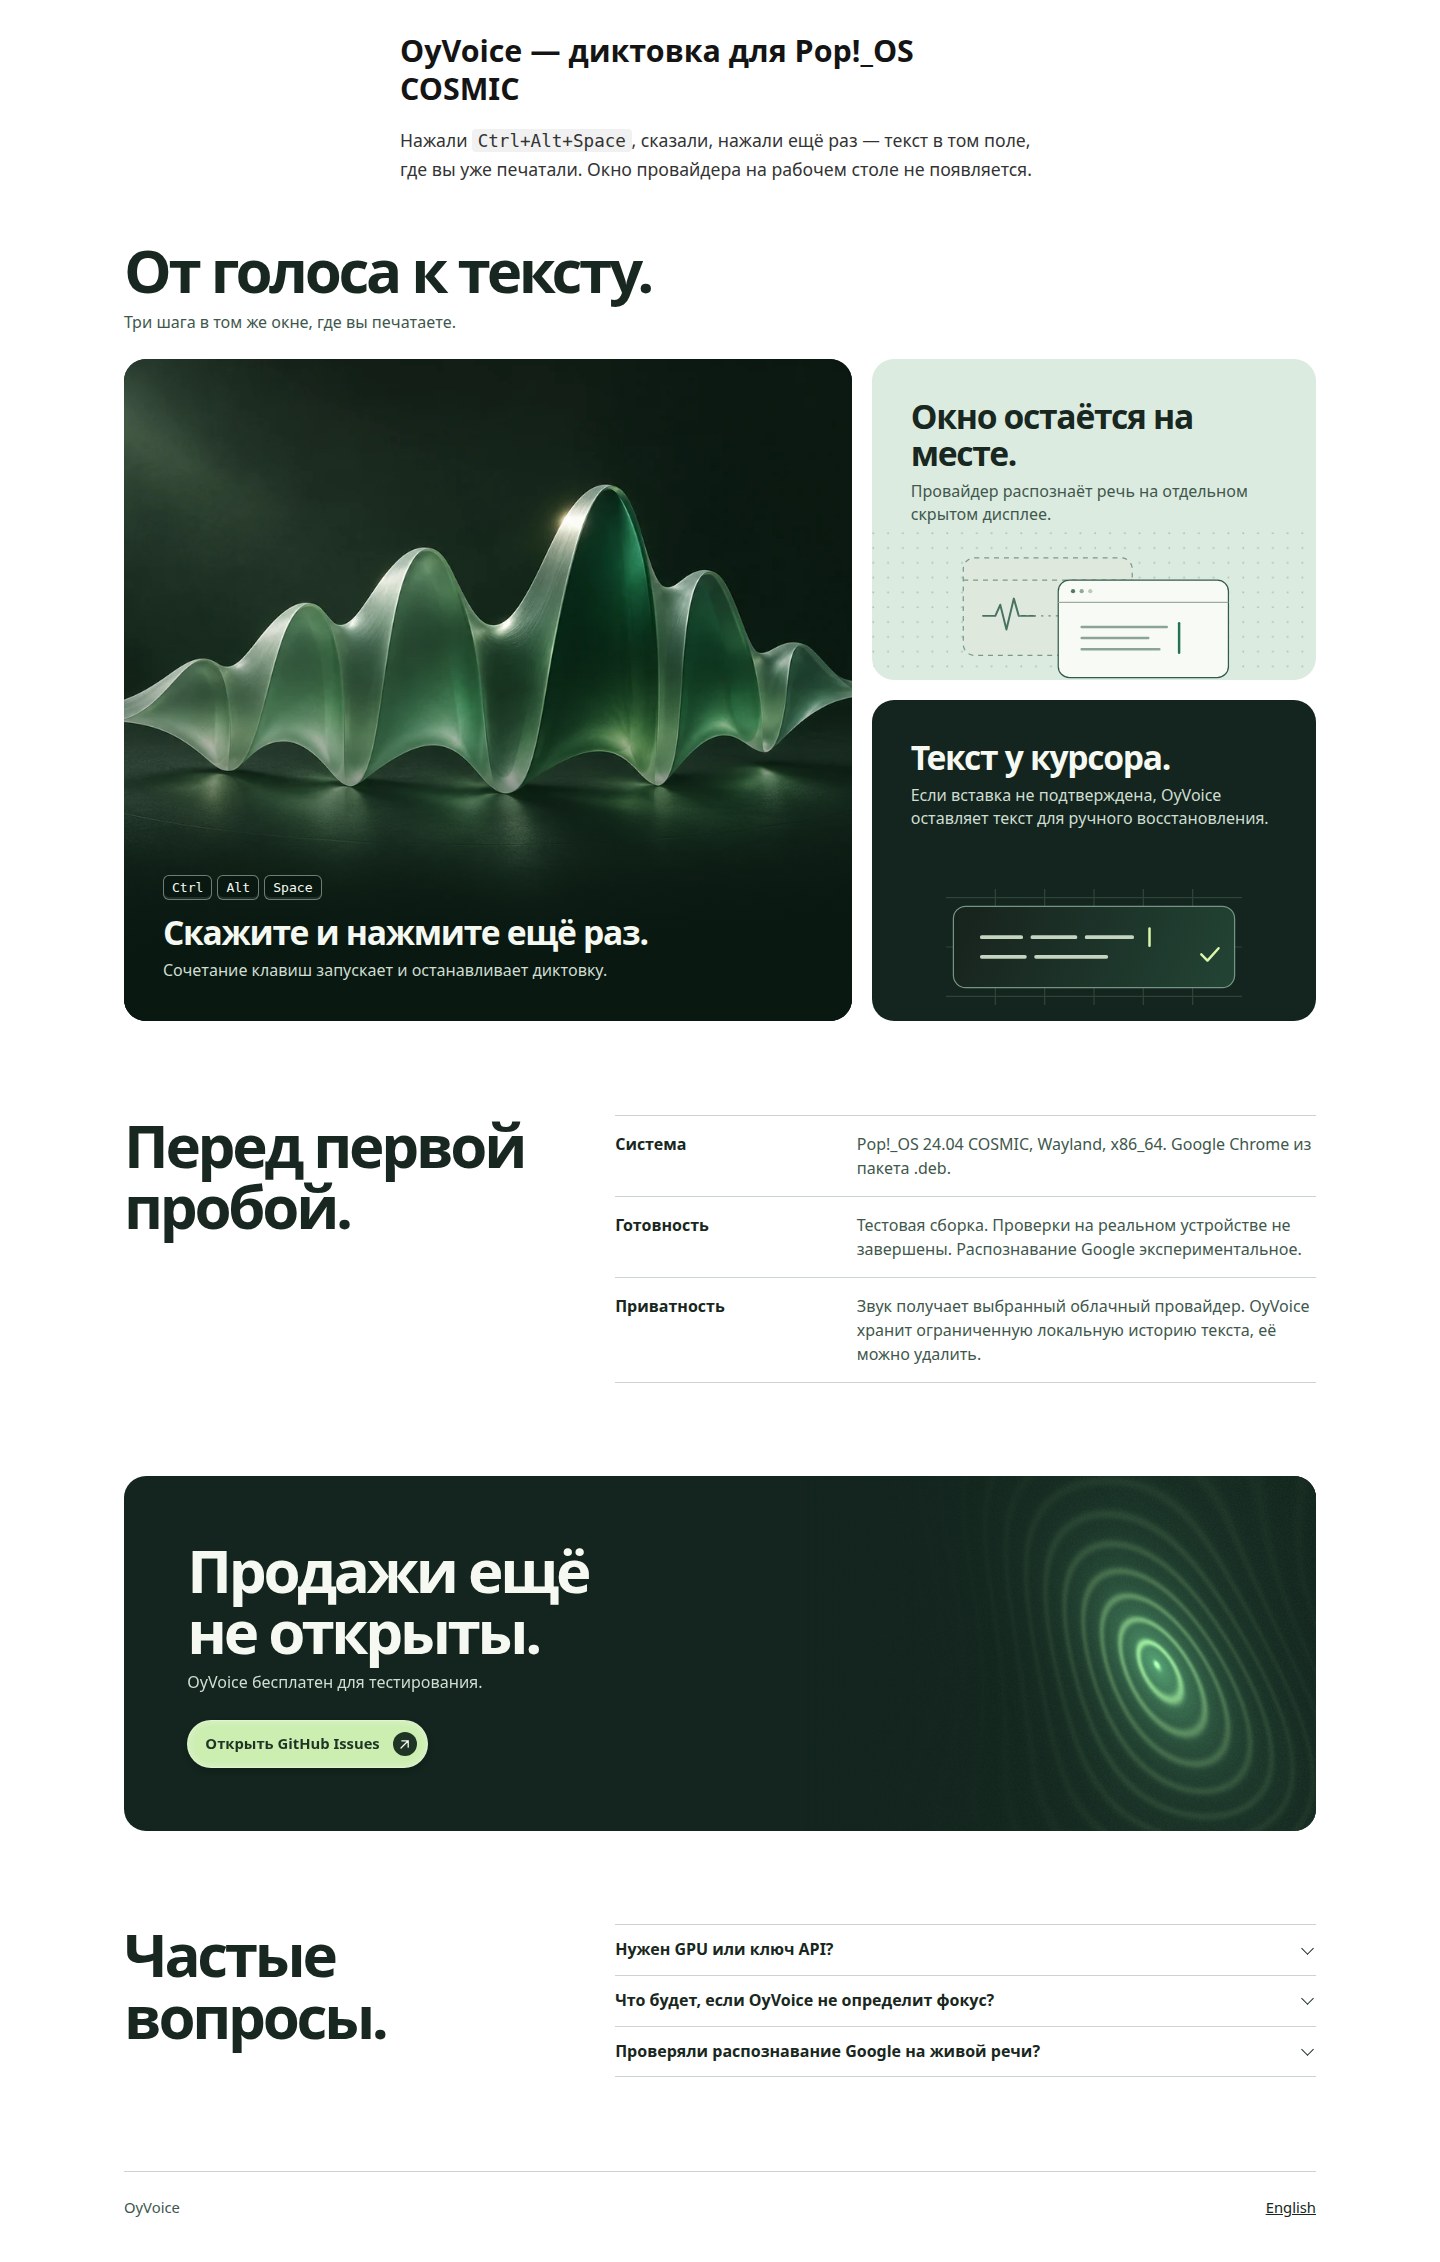 OyVoice — диктовка для Pop!_OS
COSMIC
Нажали Ctrl+Alt+Space, сказали, нажали ещё раз — текст в том поле,
где вы уже печатали. Окно провайдера на рабочем столе не появляется.
От голоса к тексту.
Три шага в том же окне, где вы печатаете.
Ctrl Alt Space
Скажите и нажмите ещё раз.
Сочетание клавиш запускает и останавливает диктовку.
Окно остаётся на
месте.
Провайдер распознаёт речь на отдельном
скрытом дисплее.
Текст у курсора.
Если вставка не подтверждена, OyVoice
оставляет текст для ручного восстановления.
Перед первой
пробой.
Система
Pop!_OS 24.04 COSMIC, Wayland, x86_64. Google Chrome из
пакета .deb.
Готовность
Тестовая сборка. Проверки на реальном устройстве не
завершены. Распознавание Google экспериментальное.
Приватность
Звук получает выбранный облачный провайдер. OyVoice
хранит ограниченную локальную историю текста, её
можно удалить.
Продажи ещё
не открыты.
OyVoice бесплатен для тестирования.
Открыть GitHub Issues
Частые
вопросы.
Нужен GPU или ключ API?
Что будет, если OyVoice не определит фокус?
Проверяли распознавание Google на живой речи?
OyVoice
English